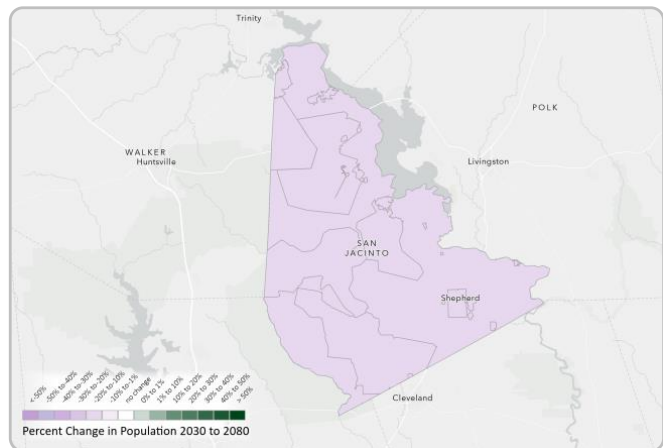 Trinity
POLK
WALKER
Huntsville
Livingston
SAN
JACINTO
Shepherd
Cleveland
<-50%
-50% to-40%
-40% to-30%
-30% to-20%
-20% to-10%
-10% to-1%
no change
0% to 1%
1% to 10%
10% to 20%
20% to 30%
30% to 40%
40% to 50%
> 50%
Percent Change in Population 2030 to 2080